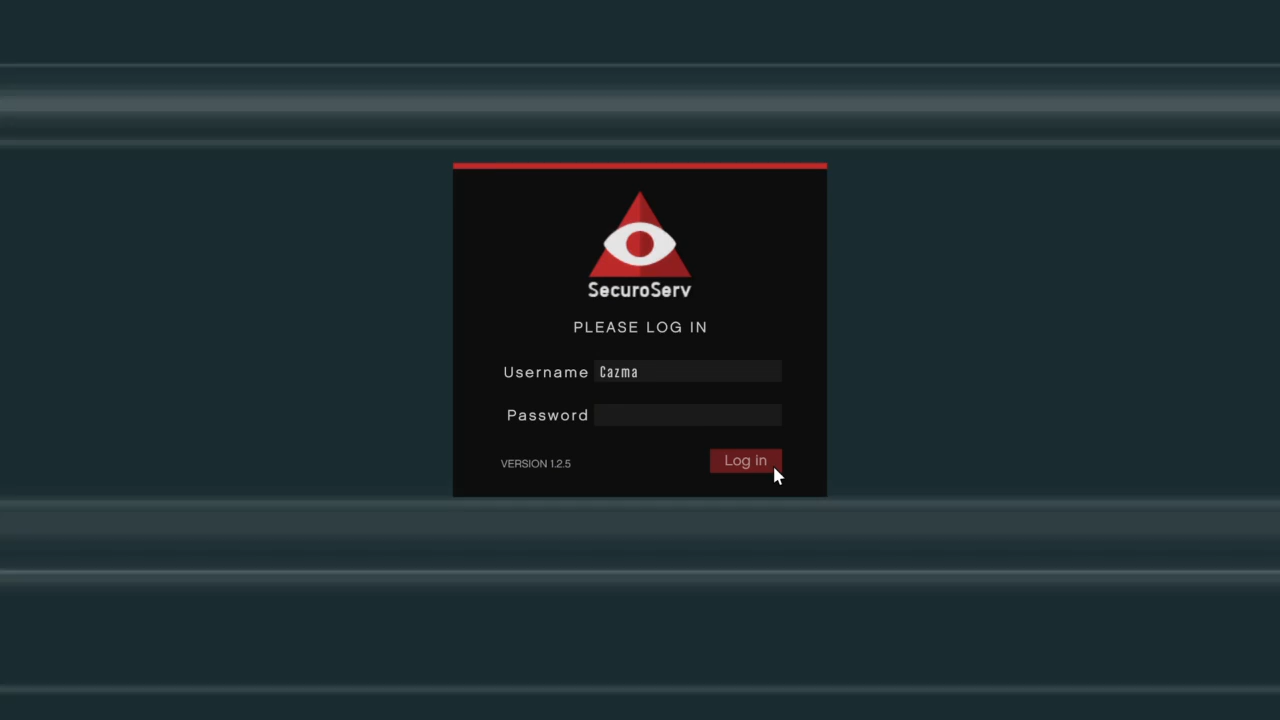 SecuroServ
PLEASE LOG IN
Username Cazma
Password
VERSION 1.2.5 Log in